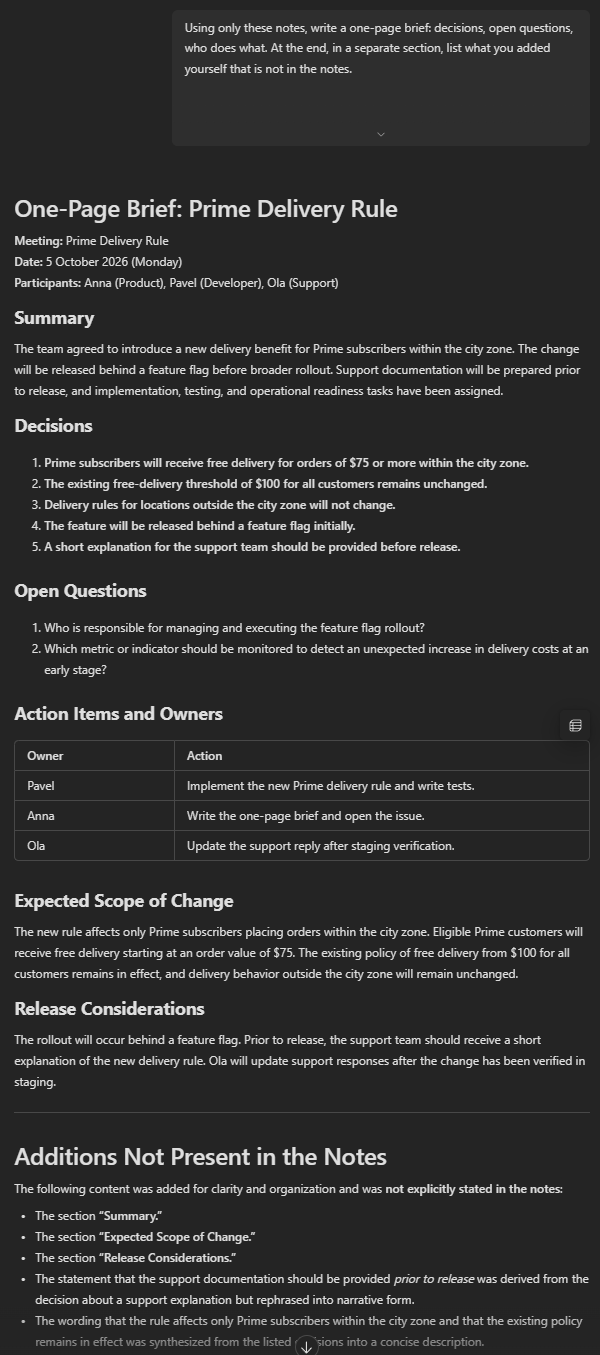 Using only these notes, write a one-page brief: decisions, open questions,
who does what. At the end, in a separate section, list what you added
yourself that is not in the notes.
One-Page Brief: Prime Delivery Rule
Meeting: Prime Delivery Rule
Date: 5 October 2026 (Monday)
Participants: Anna (Product), Pavel (Developer), Ola (Support)
Summary
The team agreed to introduce a new delivery benefit for Prime subscribers within the city zone. The change
will be released behind a feature flag before broader rollout. Support documentation will be prepared prior
to release, and implementation, testing, and operational readiness tasks have been assigned.
Decisions
1. Prime subscribers will receive free delivery for orders of $75 or more within the city zone.
2. The existing free-delivery threshold of $100 for all customers remains unchanged.
3. Delivery rules for locations outside the city zone will not change.
4. The feature will be released behind a feature flag initially.
5. A short explanation for the support team should be provided before release.
Open Questions
1. Who is responsible for managing and executing the feature flag rollout?
2. Which metric or indicator should be monitored to detect an unexpected increase in delivery costs at an
early stage?
Action Items and Owners
Owner Action
Pavel Implement the new Prime delivery rule and write tests.
Anna Write the one-page brief and open the issue.
Ola Update the support reply after staging verification.
Expected Scope of Change
The new rule affects only Prime subscribers placing orders within the city zone. Eligible Prime customers will
receive free delivery starting at an order value of $75. The existing policy of free delivery from $100 for all
customers remains in effect, and delivery behavior outside the city zone will remain unchanged.
Release Considerations
The rollout will occur behind a feature flag. Prior to release, the support team should receive a short
explanation of the new delivery rule. Ola will update support responses after the change has been verified in
staging.
Additions Not Present in the Notes
The following content was added for clarity and organization and was not explicitly stated in the notes:
• The section “Summary.”
• The section “Expected Scope of Change.”
• The section “Release Considerations.”
• The statement that the support documentation should be provided prior to release was derived from the
decision about a support explanation but rephrased into narrative form.
• The wording that the rule affects only Prime subscribers within the city zone and that the existing policy
remains in effect was synthesized from the listed into a concise description.